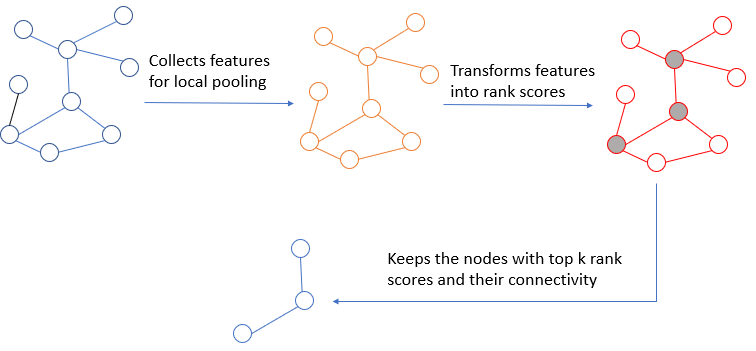 Collects features
for local pooling
Transforms features
into rank scores
Keeps the nodes with top k rank
scores and their connectivity